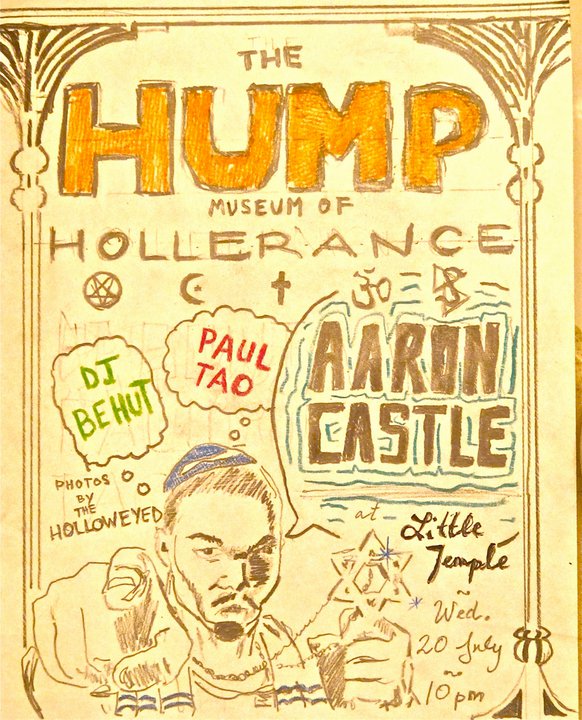 THE
HUMP
MUSEUM OF
HOLLERANCE
ॐ
PAUL
TAO
DJ
BEHUT
AARON
CASTLE
PHOTOS
BY
THE
HOLLOWEYED
at
Little
Temple
~
Wed.
20 July
~
10pm